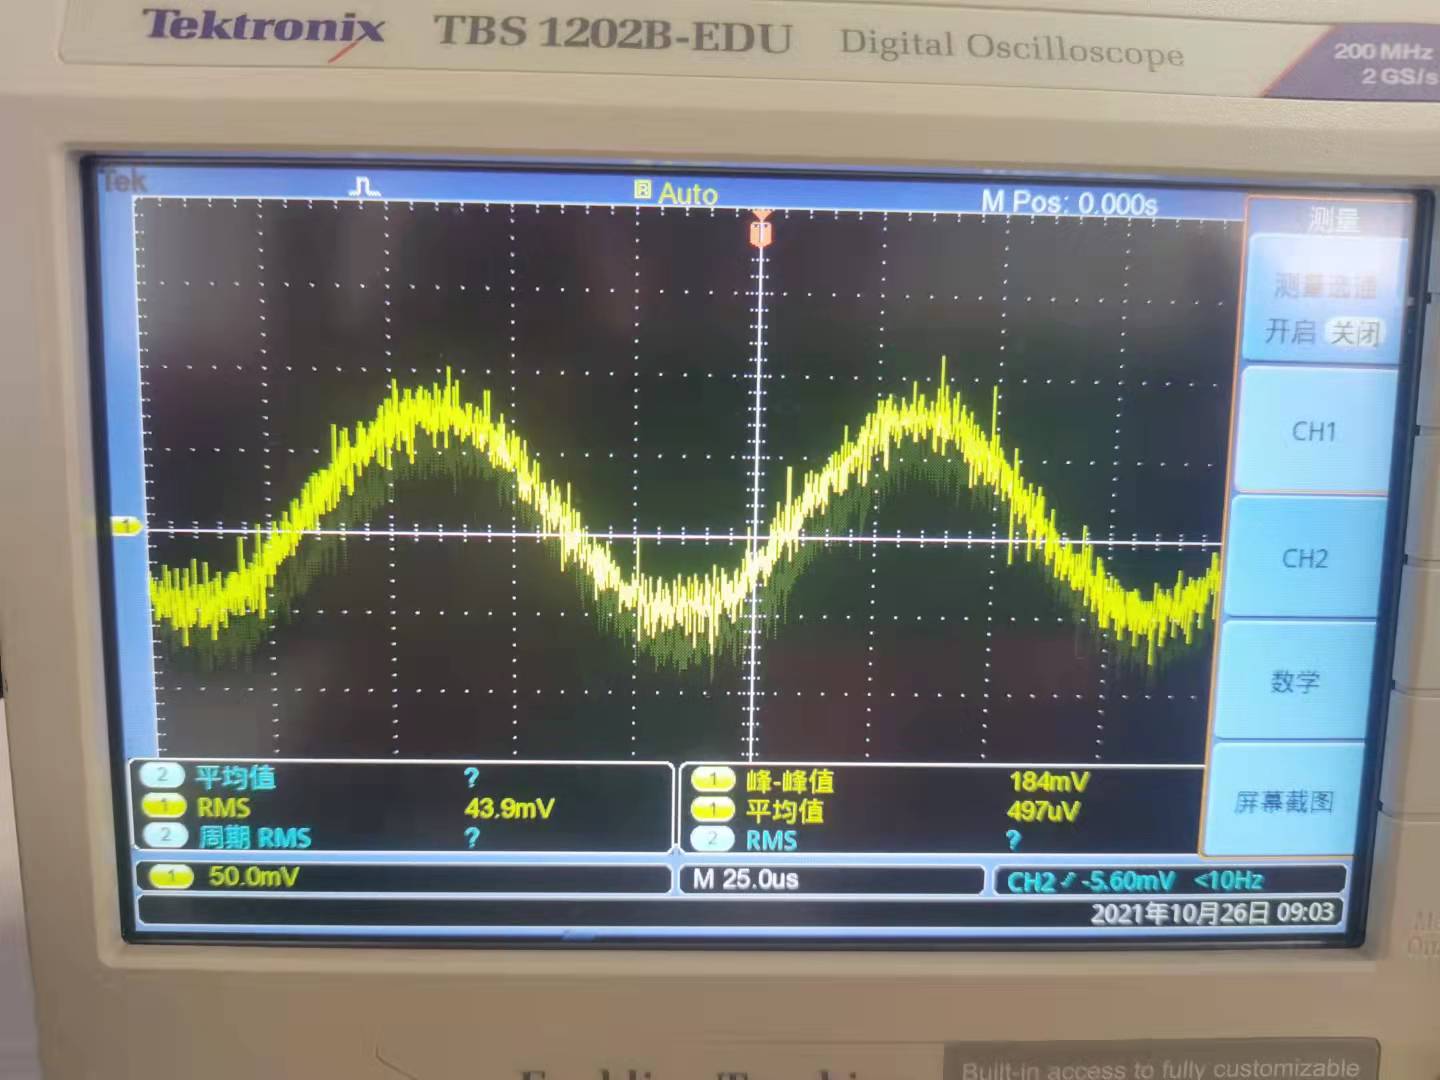 Tektronix TBS 1202B-EDU Digital Oscilloscope 200 MHz
2 GS/s
Tek R Auto M Pos: 0.000s
测量
测量选通
开启 关闭
CH1
CH2
数学
屏幕截图
1
2 平均值 ?
1 RMS 43.9mV
2 周期 RMS ?
1 峰-峰值 184mV
1 平均值 497uV
2 RMS ?
1 50.0mV M 25.0us CH2 -5.60mV <10Hz
2021年10月26日 09:03
Built-in access to fully customizable